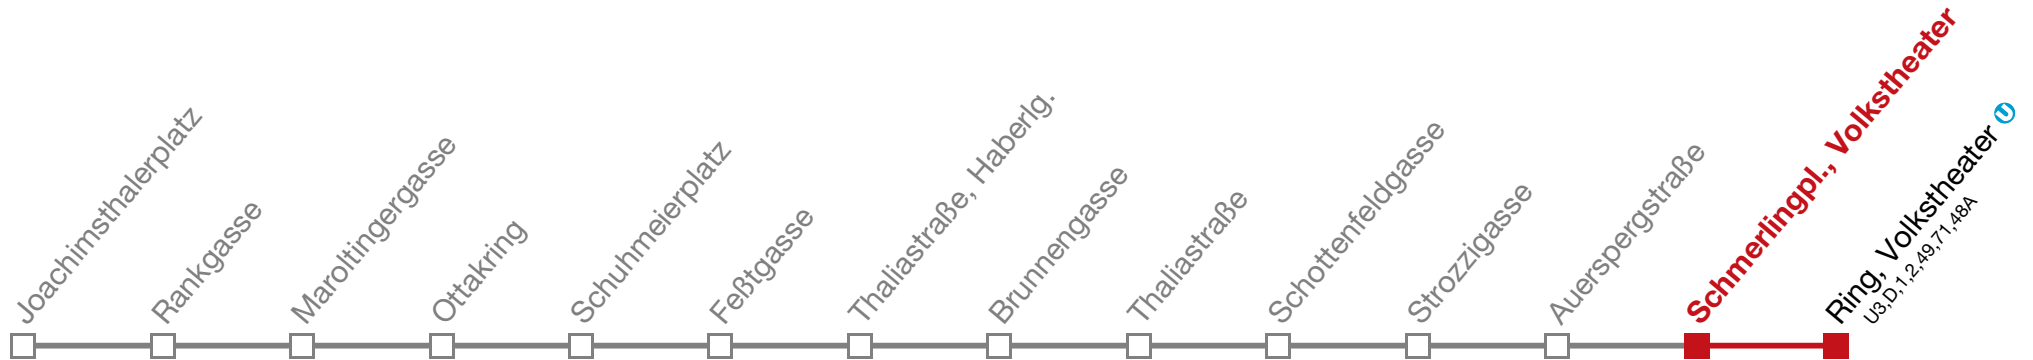 Joachimsthalerplatz
Rankgasse
Maroltingergasse
Ottakring
Schuhmeierplatz
Feßtgasse
Thaliastraße, Haberlg.
Brunnengasse
Thaliastraße
Schottenfeldgasse
Strozzigasse
Auerspergstraße
Schmerlingpl., Volkstheater
Ring, Volkstheater U
U3,D,1,2,49,71,48A